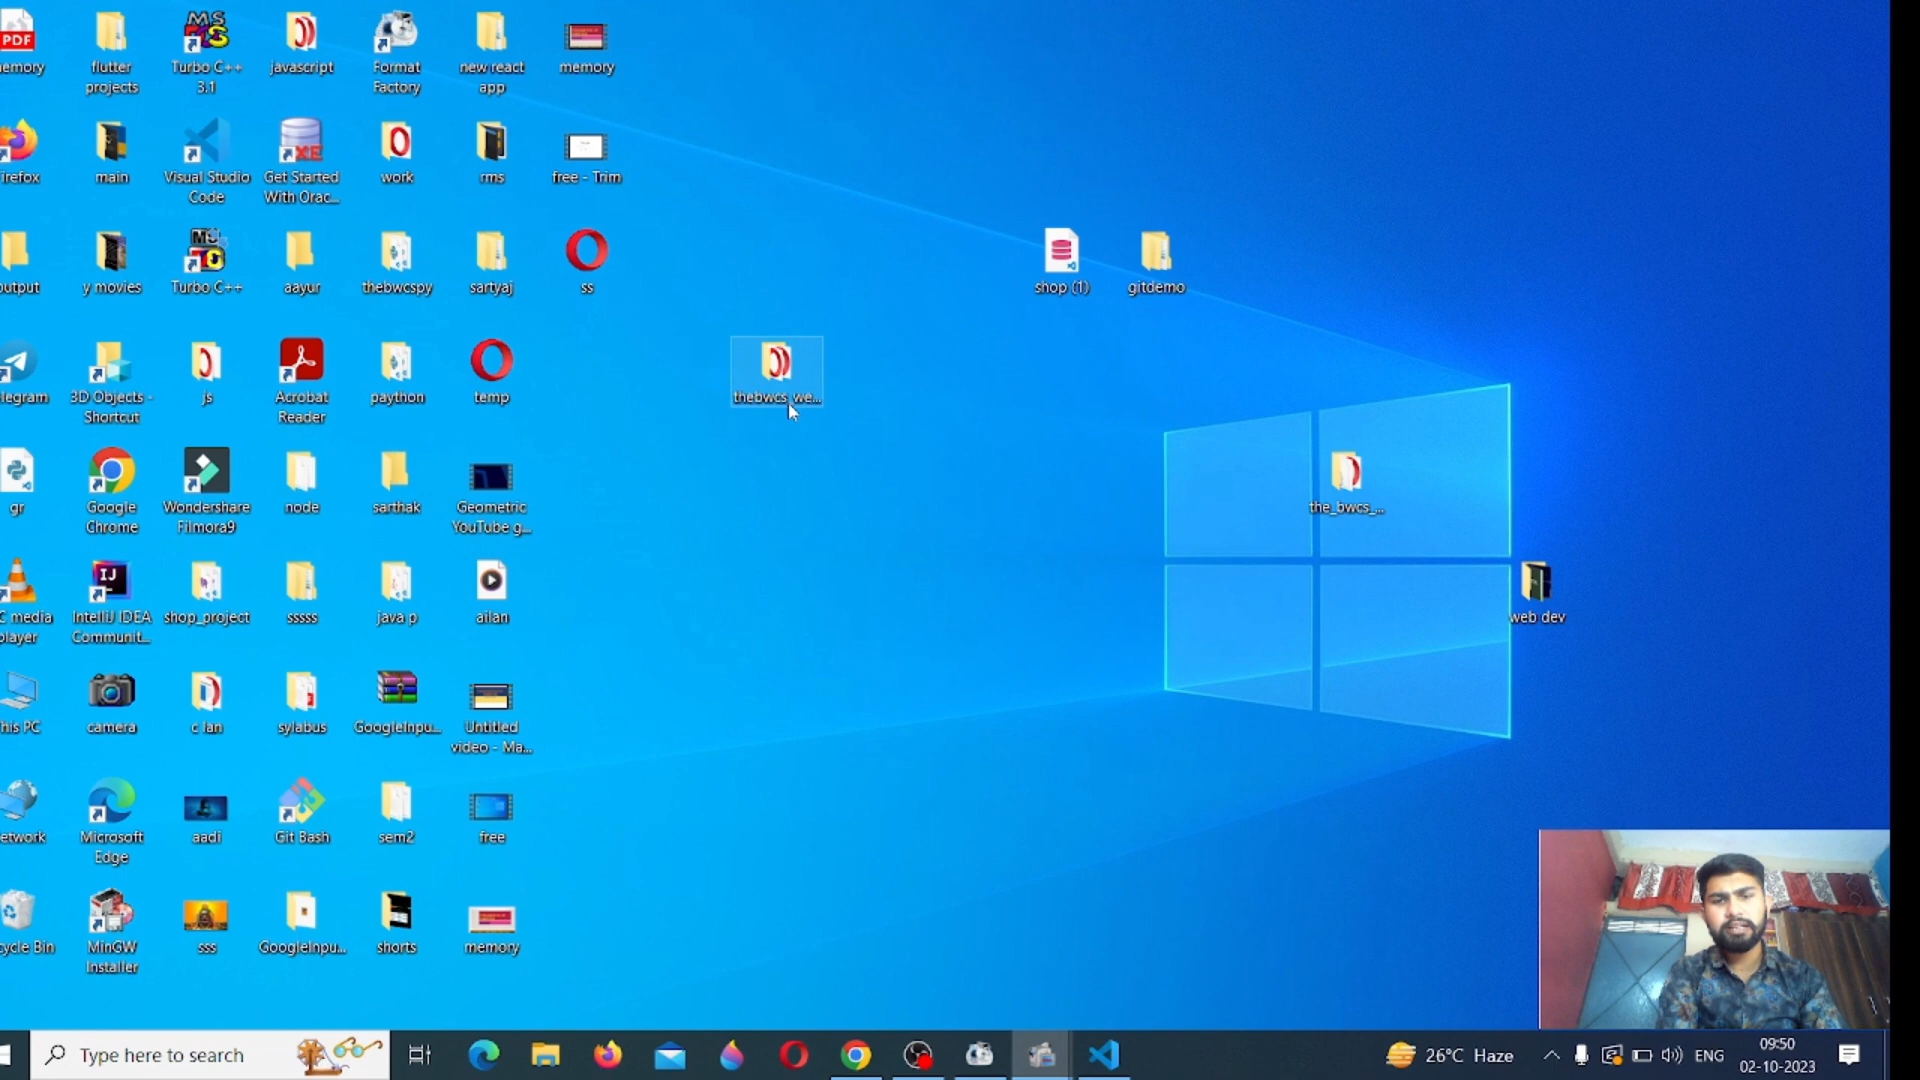 PDF
emory
flutter
projects
Turbo C++
3.1
javascript
Format
Factory
new react
app
memory
irefox
main
Visual Studio
Code
Get Started
With Orac...
work
rms
free - Trim
output
y movies
Turbo C++
aayur
thebwcspy
sartyaj
ss
shop (1)
gitdemo
legram
3D Objects -
Shortcut
js
Acrobat
Reader
paython
temp
thebwcs_we...
gr
Google
Chrome
Wondershare
Filmora9
node
sarthak
Geometric
YouTube g...
the_bwcs_...
C media
player
IntelliJ IDEA
Communit...
shop_project
sssss
java p
ailan
web dev
his PC
camera
c lan
sylabus
GoogleInpu...
Untitled
video - Ma...
etwork
Microsoft
Edge
aadi
Git Bash
sem2
free
cycle Bin
MinGW
Installer
sss
GoogleInpu...
shorts
memory
Type here to search
26°C Haze
ENG
09:50
02-10-2023